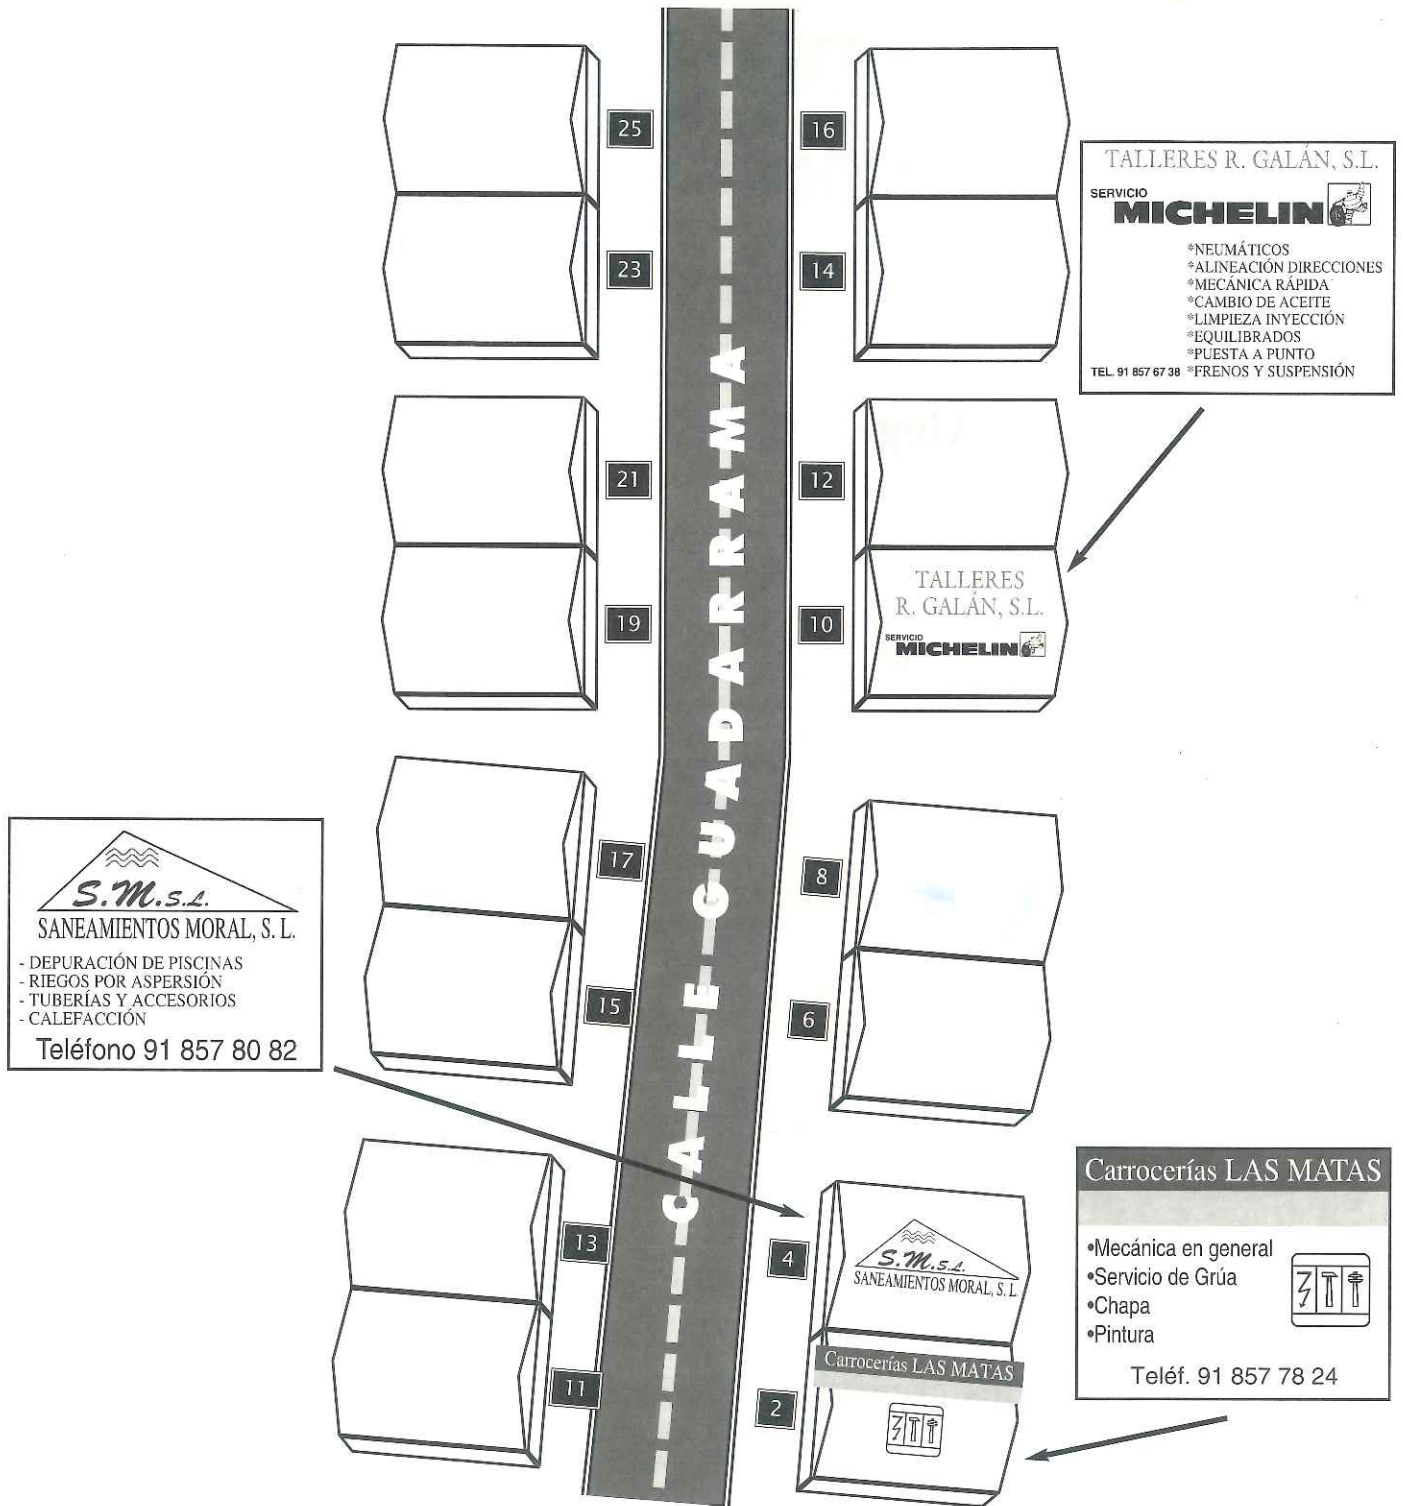 25
16
TALLERES R. GALÁN, S.L.
SERVICIO
MICHELIN
*NEUMÁTICOS
*ALINEACIÓN DIRECCIONES
*MECÁNICA RÁPIDA
*CAMBIO DE ACEITE
*LIMPIEZA INYECCIÓN
*EQUILIBRADOS
*PUESTA A PUNTO
TEL. 91 857 67 38 *FRENOS Y SUSPENSIÓN
23
14
21
12
19
10
TALLERES
R. GALÁN, S.L.
SERVICIO
MICHELIN
CALLE GUADARRAMA
17
8
15
6
S.M.S.L.
SANEAMIENTOS MORAL, S. L.
- DEPURACIÓN DE PISCINAS
- RIEGOS POR ASPERSIÓN
- TUBERÍAS Y ACCESORIOS
- CALEFACCIÓN
Teléfono 91 857 80 82
13
4
S.M.S.L.
SANEAMIENTOS MORAL, S. L.
11
2
Carrocerías LAS MATAS
Carrocerías LAS MATAS
•Mecánica en general
•Servicio de Grúa
•Chapa
•Pintura
Teléf. 91 857 78 24